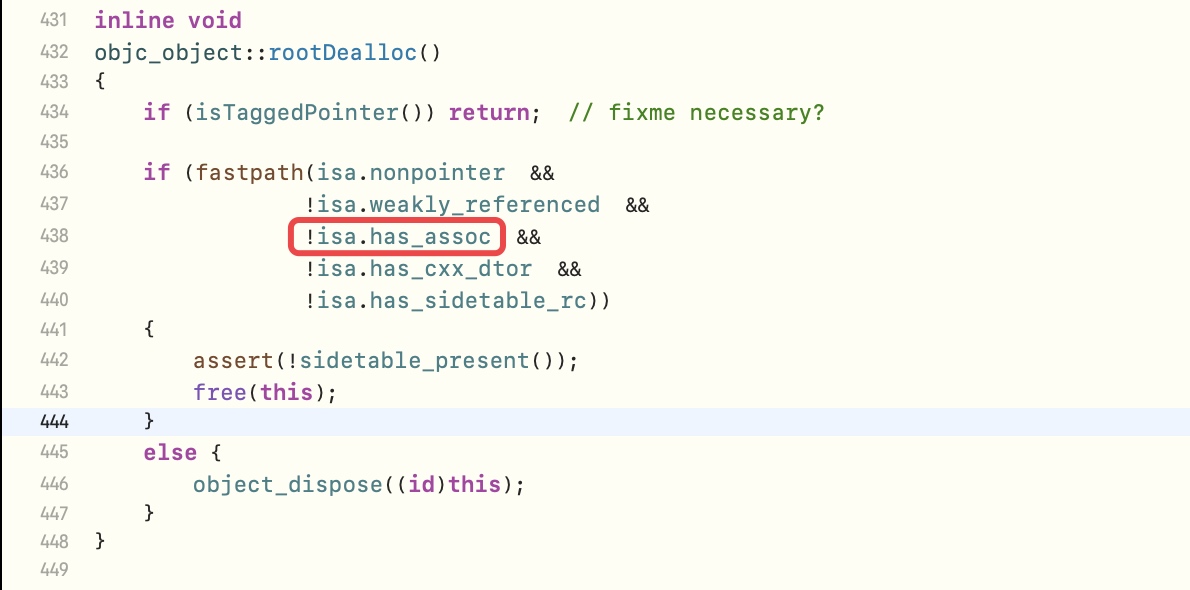 431 inline void
432 objc_object::rootDealloc()
433 {
434     if (isTaggedPointer()) return;  // fixme necessary?
435
436     if (fastpath(isa.nonpointer  &&
437                  !isa.weakly_referenced  &&
438                  !isa.has_assoc  &&
439                  !isa.has_cxx_dtor  &&
440                  !isa.has_sidetable_rc))
441     {
442         assert(!sidetable_present());
443         free(this);
444     }
445     else {
446         object_dispose((id)this);
447     }
448 }
449